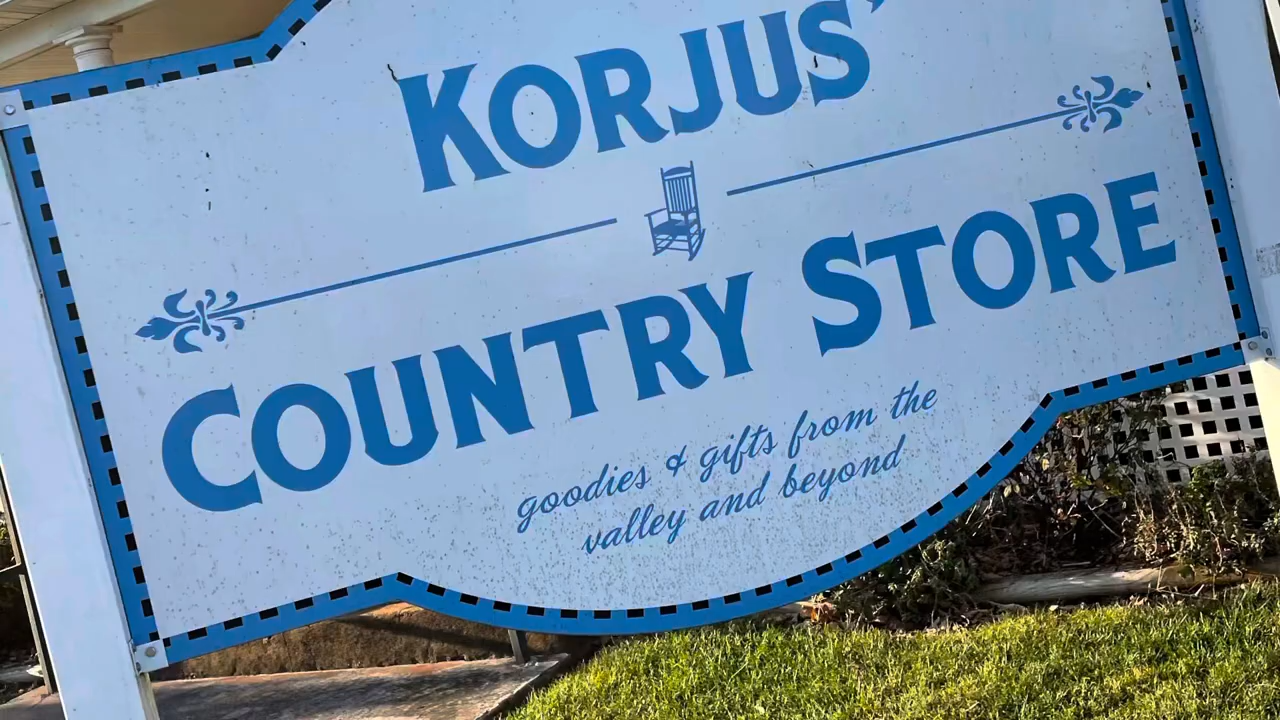 KORJUS'
COUNTRY STORE
goodies & gifts from the
valley and beyond